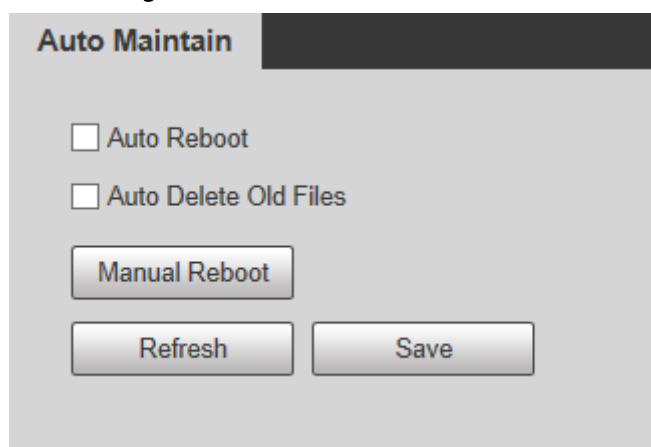 Auto Maintain
Auto Reboot
Auto Delete Old Files
Manual Reboot
Refresh Save